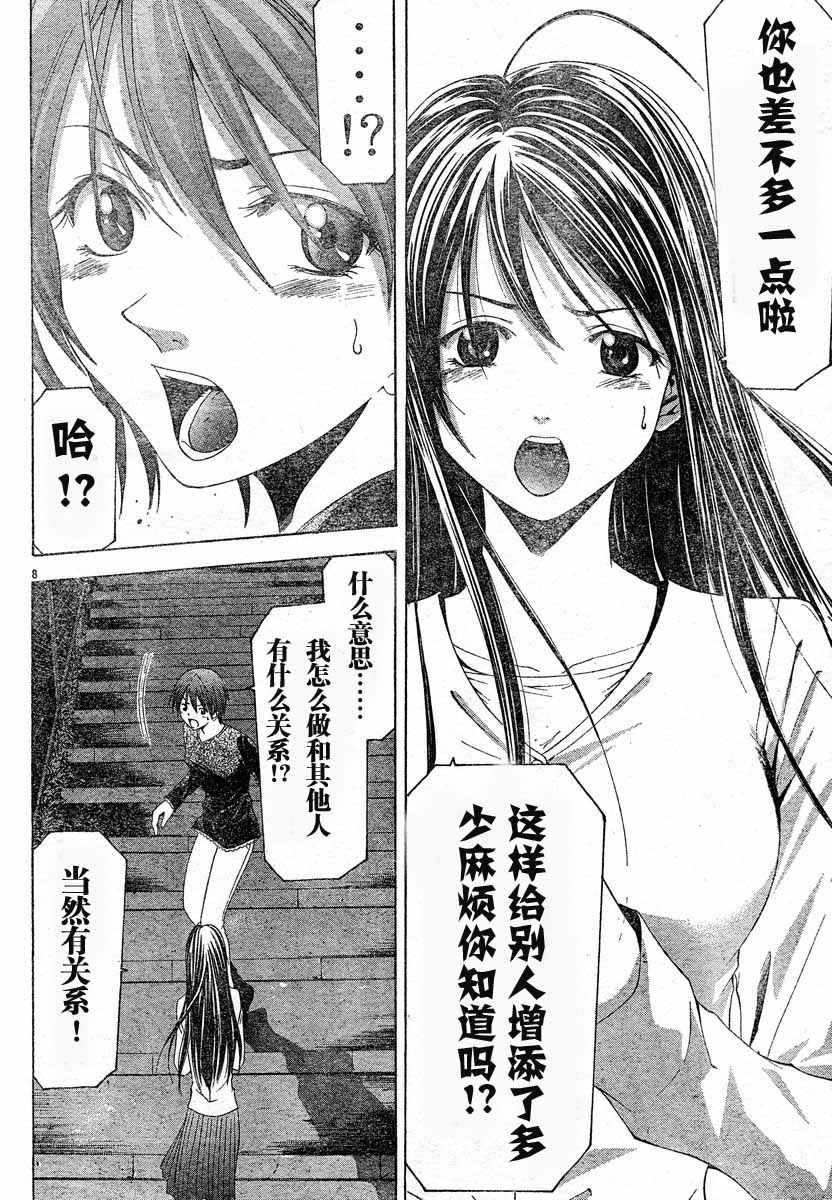 你也差不多一点啦
这样给别人增添了多
少麻烦你知道吗!?
····
····!?
哈!?
8
什么意思……
我怎么做和其他人
有什么关系!?
当然有关系！